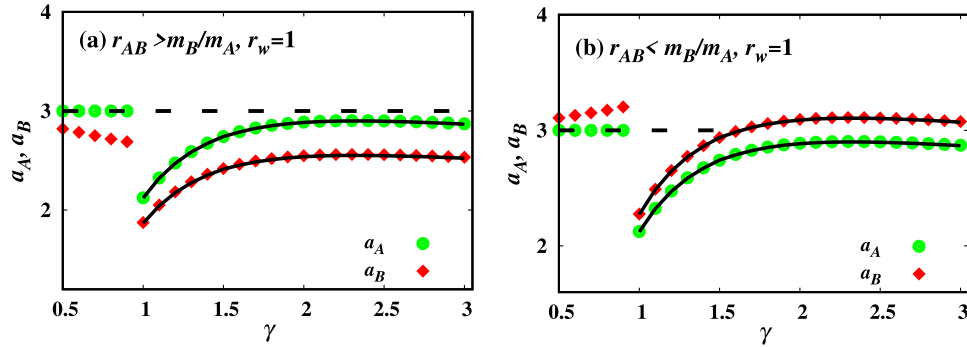 (a) r_AB >m_B/m_A, r_w=1
a_A, a_B
4
3
2
a_A
a_B
0.5 1 1.5 2 2.5 3
γ
(b) r_AB< m_B/m_A, r_w=1
a_A, a_B
4
3
2
a_A
a_B
0.5 1 1.5 2 2.5 3
γ